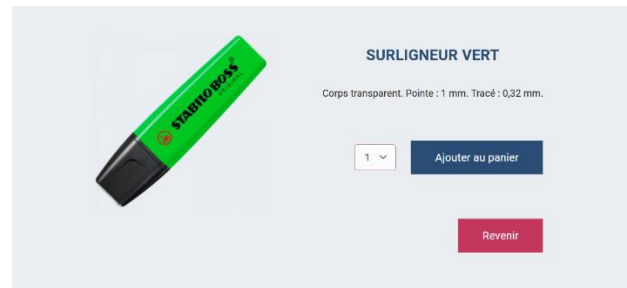 SURLIGNEUR VERT
Corps transparent. Pointe : 1 mm. Tracé : 0,32 mm.
STABILO BOSS
ORIGINAL
1
Ajouter au panier
Revenir